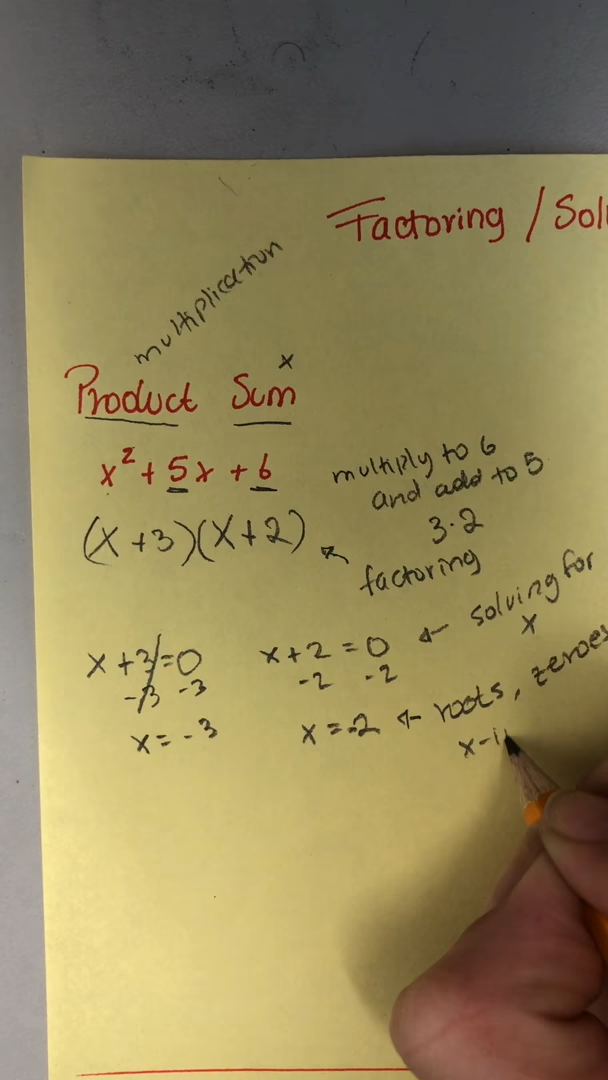 Factoring / Sol
multiplication
x
Product Sum
x² + 5x + 6
multiply to 6
and add to 5
3·2
(x+3)(x+2)
factoring
x+3=0
-3 -3
x=-3
x+2=0
-2 -2
x=-2
solving for
x
roots, zeroes
x-i